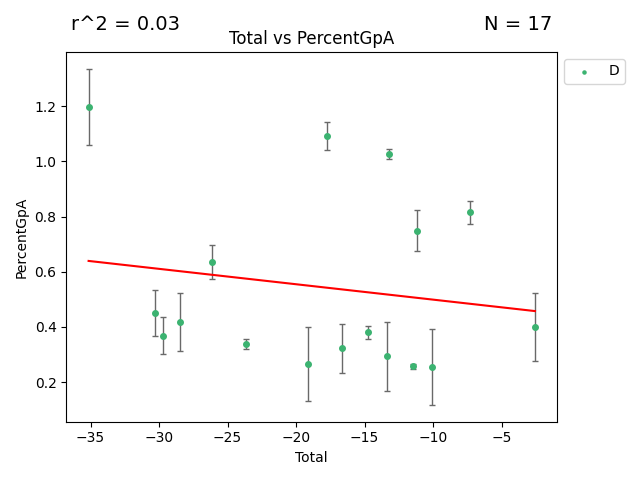 r^2 = 0.03
N = 17
Total vs PercentGpA
D
1.2
1.0
0.8
0.6
0.4
0.2
PercentGpA
−35
−30
−25
−20
−15
−10
−5
Total